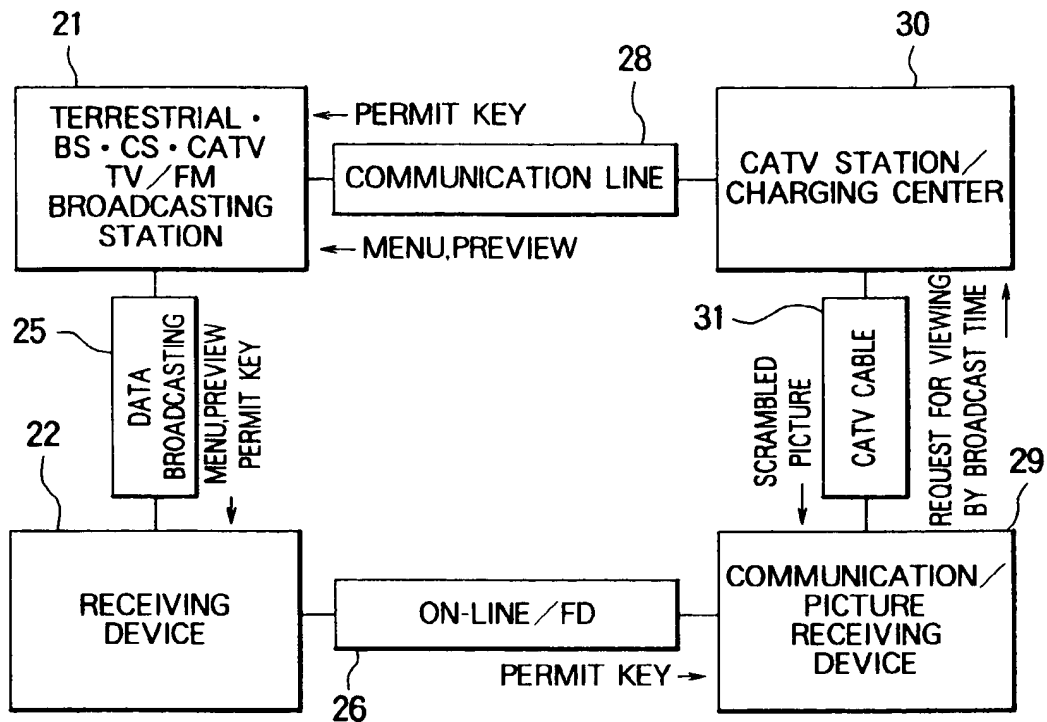 21
30
28
TERRESTRIAL・
BS・CS・CATV
TV/FM
BROADCASTING
STATION
← PERMIT KEY
COMMUNICATION LINE
← MENU,PREVIEW
CATV STATION/
CHARGING CENTER
25
DATA
BROADCASTING
MENU,PREVIEW
PERMIT KEY
31
SCRAMBLED
PICTURE
CATV CABLE
REQUEST FOR VIEWING
BY BROADCAST TIME
22
29
RECEIVING
DEVICE
ON-LINE/FD
26
PERMIT KEY →
COMMUNICATION/
PICTURE
RECEIVING
DEVICE